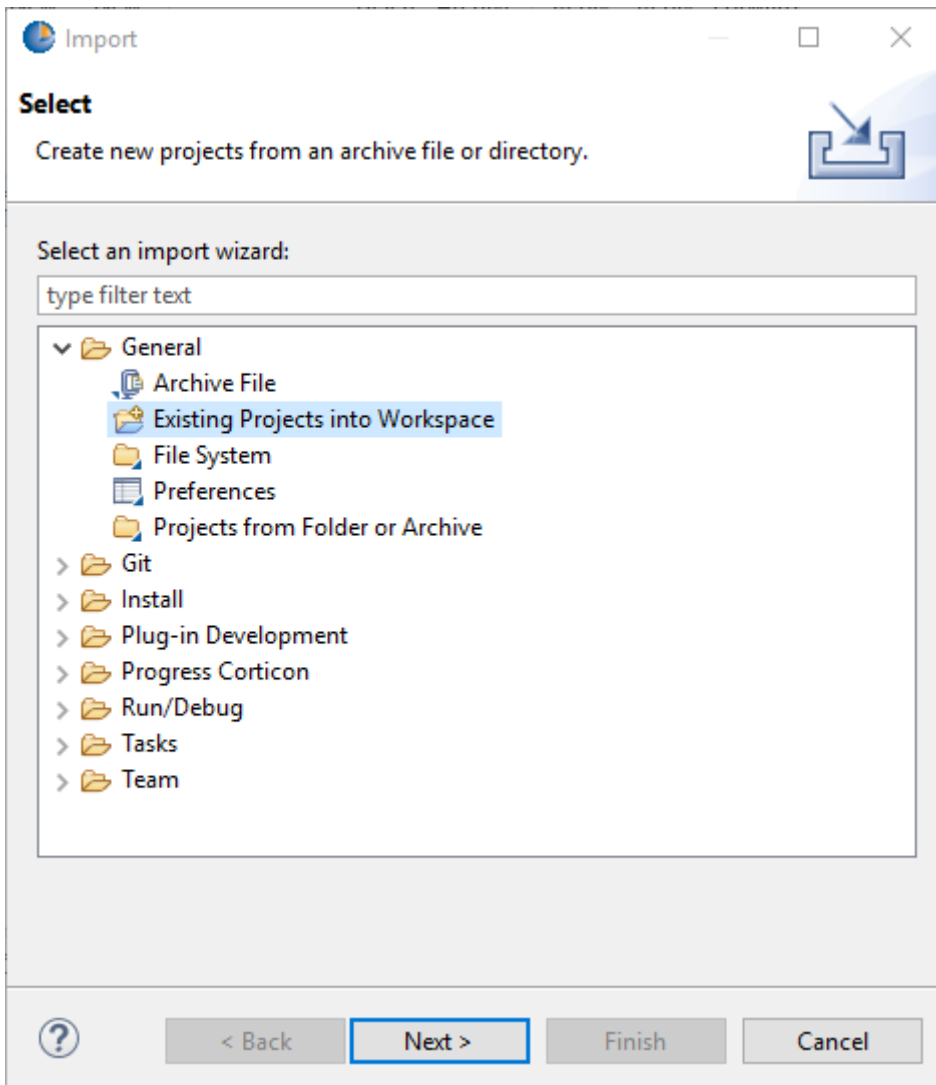 Import
Select
Create new projects from an archive file or directory.
Select an import wizard:
type filter text
General
Archive File
Existing Projects into Workspace
File System
Preferences
Projects from Folder or Archive
Git
Install
Plug-in Development
Progress Corticon
Run/Debug
Tasks
Team
? < Back Next > Finish Cancel